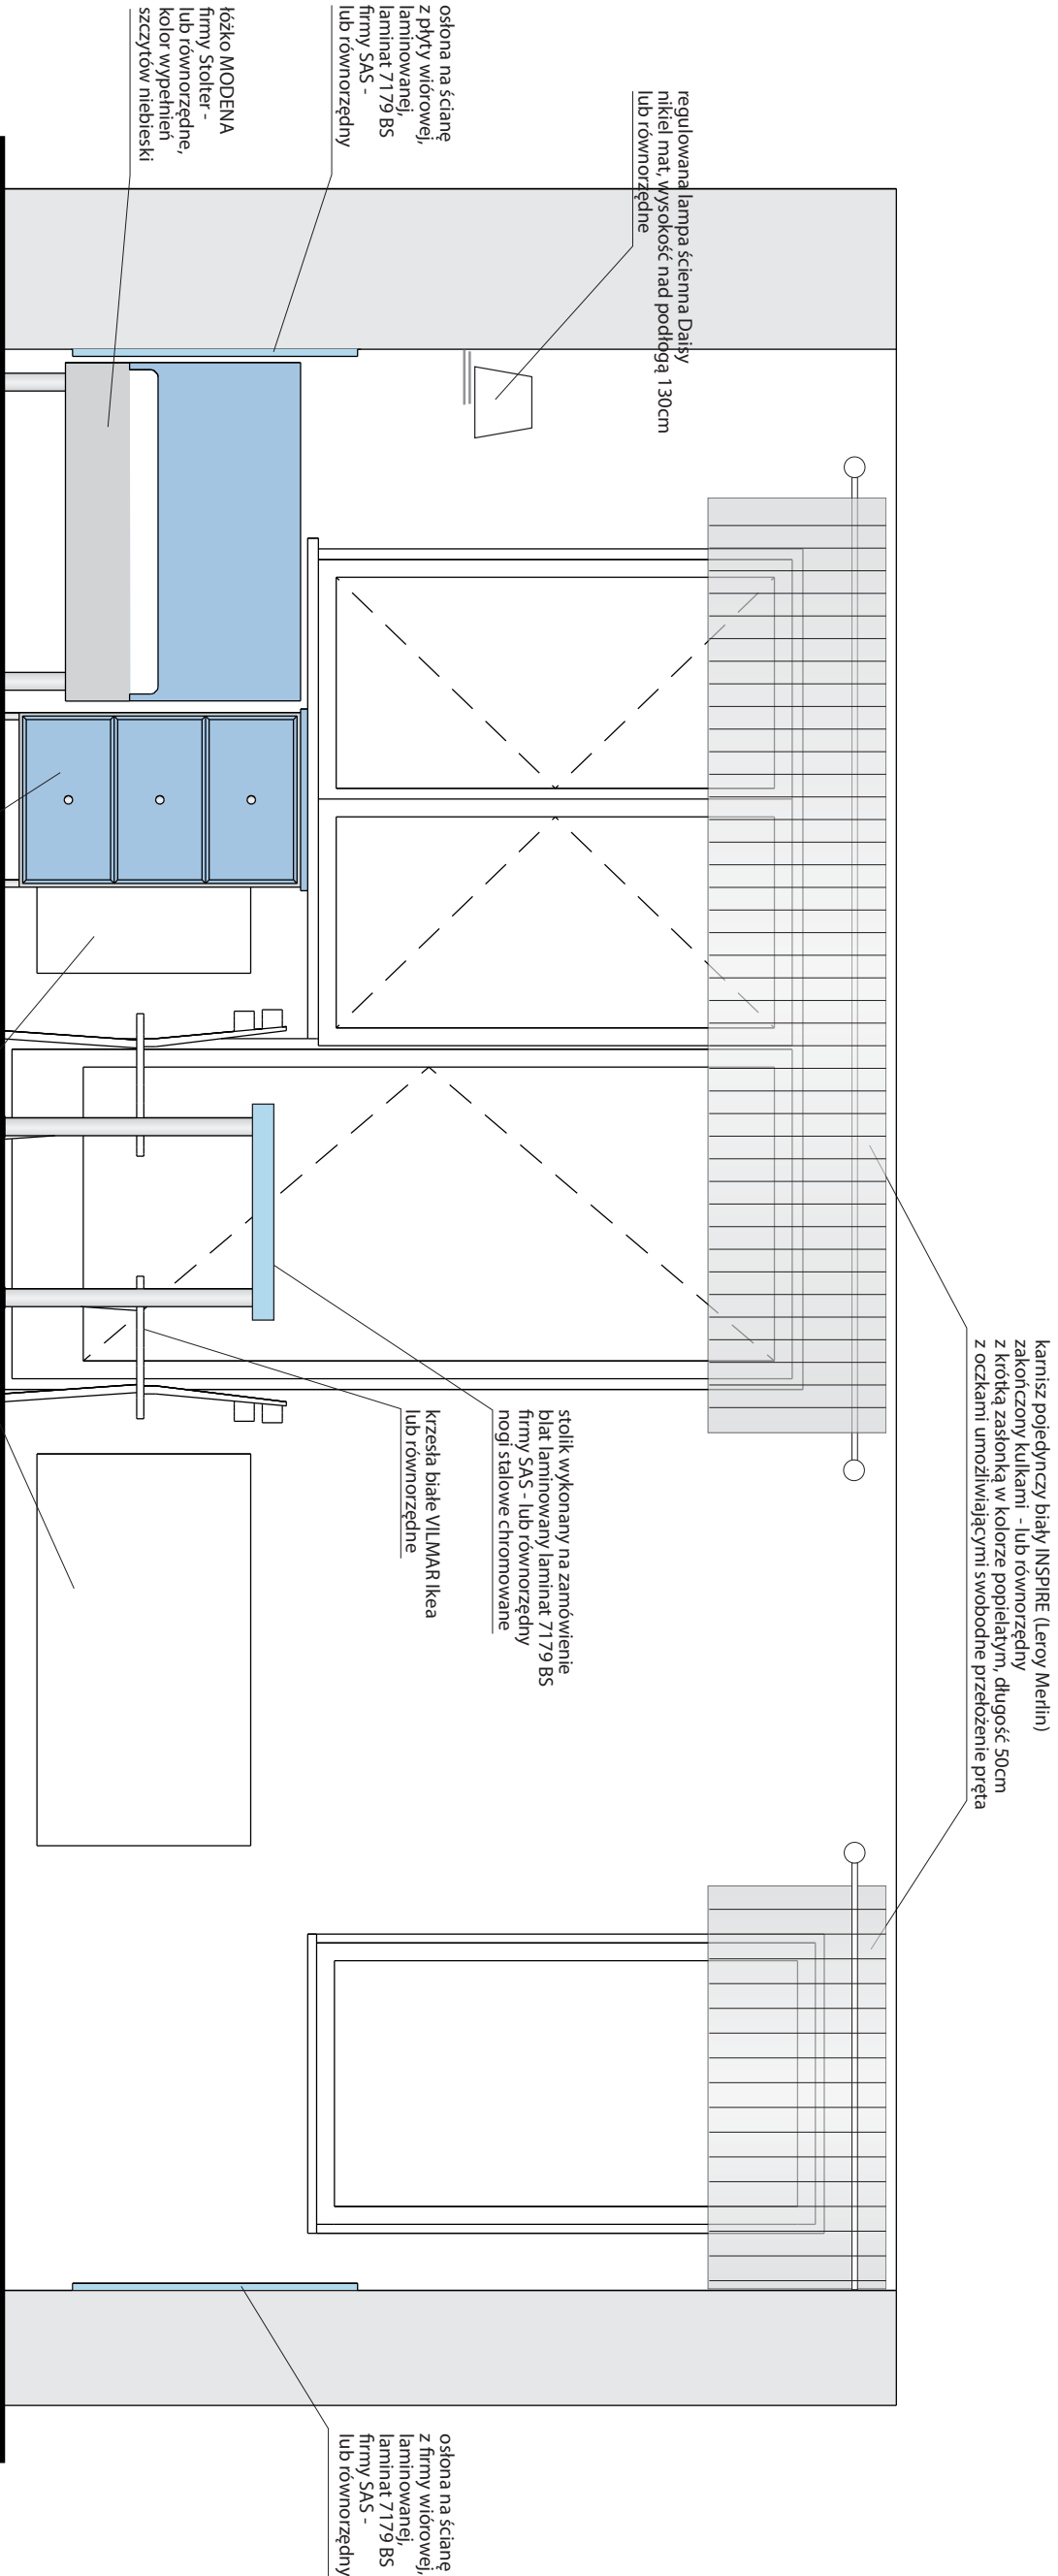 łóżko MODENA
firmy Stolter -
lub równorzędne,
kolor wypełnień
szczytów niebieski
osłona na ścianę
z płyty wiórowej,
laminowanej,
laminat 7179 BS
firmy SAS -
lub równorzędny
regulowana lampa ścienna Daisy
nikiel mat, wysokość nad podłogą 130cm
lub równorzędne
karnisz pojedynczy biały INSPIRE (Leroy Merlin)
zakończony kulkami - lub równorzędny
z krótką zasłonką w kolorze popielatym, długość 50cm
z oczkami umożliwiającymi swobodne przełożenie pręta
stolik wykonany na zamówienie
blat laminowany laminat 7179 BS
firmy SAS - lub równorzędny
nogi stalowe chromowane
krzesła białe VILMAR Ikea
lub równorzędne
osłona na ścianę
z firmy wiórowej,
laminowanej,
laminat 7179 BS
firmy SAS -
lub równorzędny